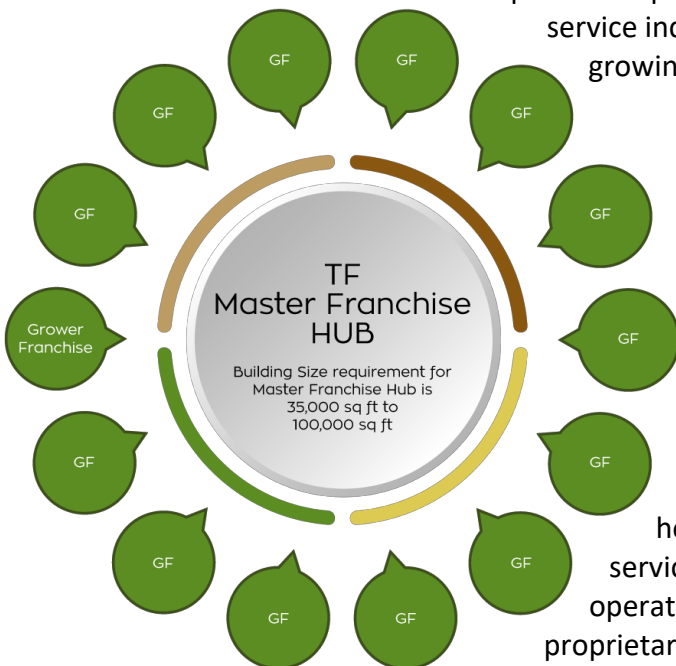 service inc
GF
GF
growin
GF
GF
GF
GF
TF
Master Franchise
HUB
Grower
Franchise
GF
Building Size requirement for
Master Franchise Hub is
35,000 sq ft to
100,000 sq ft
GF
GF
he
GF
GF
servic
operat
GF
GF
proprietar